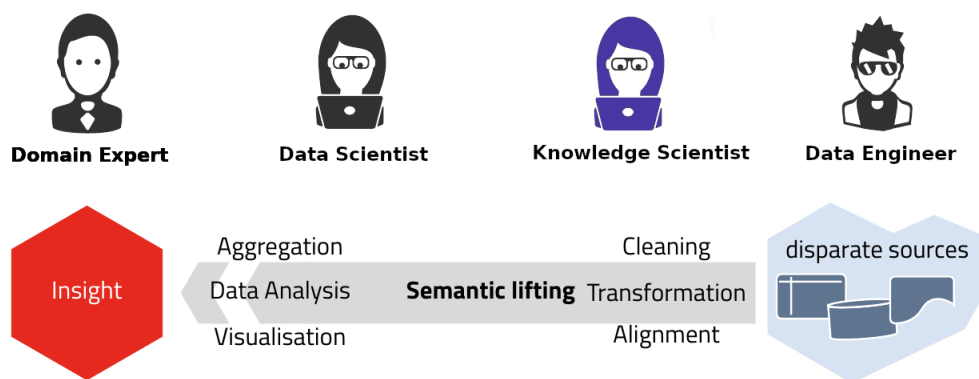 Domain Expert
Data Scientist
Knowledge Scientist
Data Engineer
Insight
Aggregation
Data Analysis
Visualisation
Semantic lifting
Cleaning
Transformation
Alignment
disparate sources